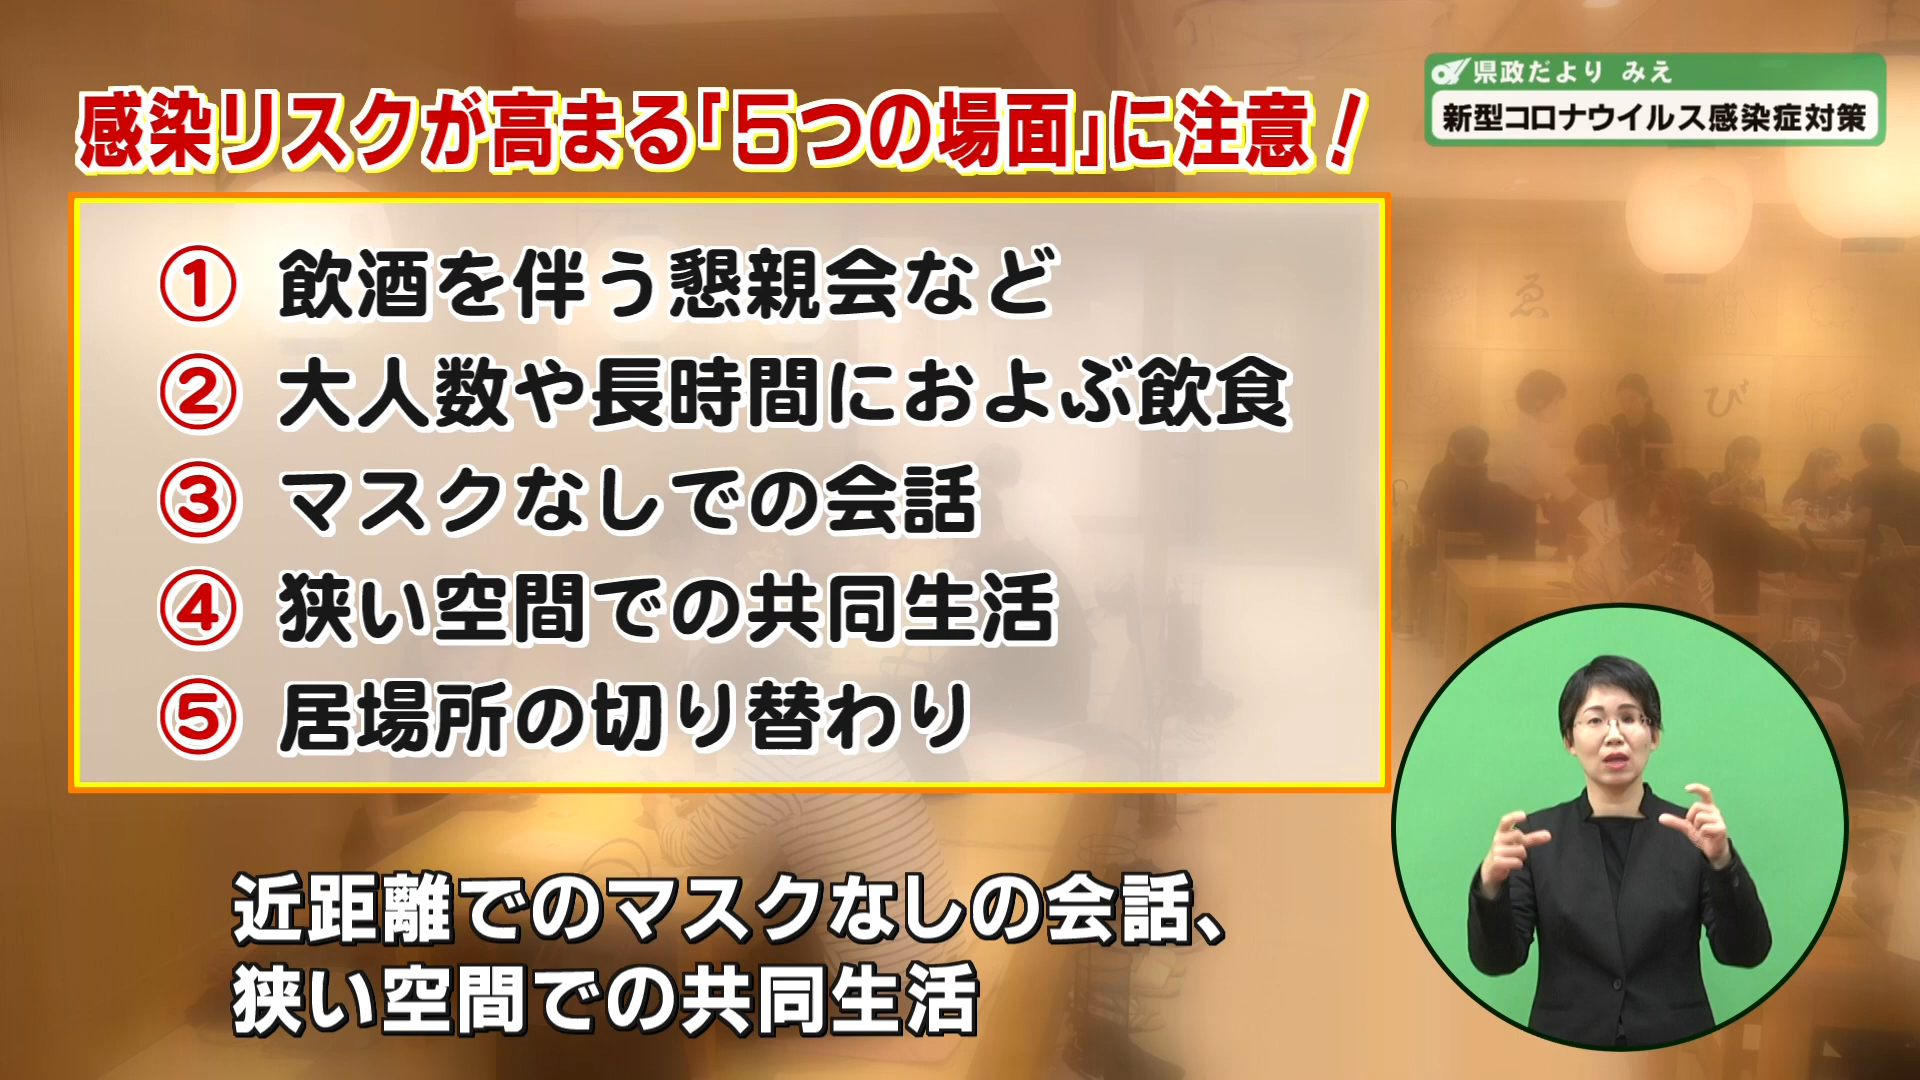 県政だより みえ
新型コロナウイルス感染症対策
感染リスクが高まる「5つの場面」に注意！
① 飲酒を伴う懇親会など
② 大人数や長時間におよぶ飲食
③ マスクなしでの会話
④ 狭い空間での共同生活
⑤ 居場所の切り替わり
ゑ
び
近距離でのマスクなしの会話、
狭い空間での共同生活